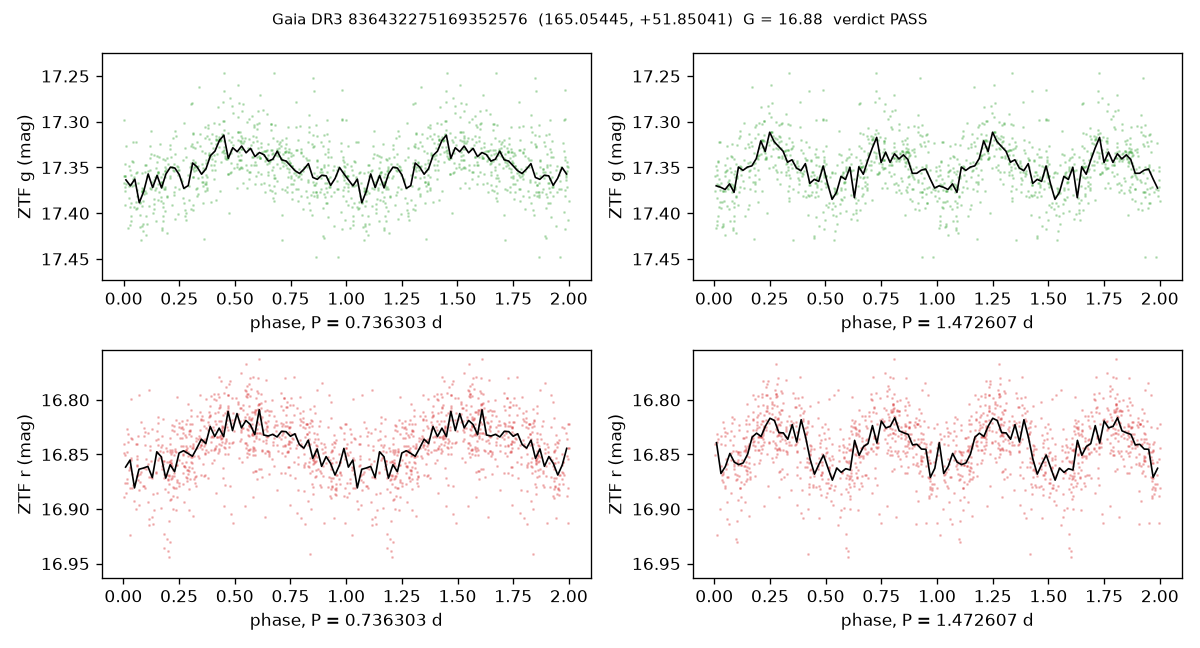 Gaia DR3 836432275169352576  (165.05445, +51.85041)  G = 16.88  verdict PASS
ZTF g (mag)
17.25
17.30
17.35
17.40
17.45
0.00 0.25 0.50 0.75 1.00 1.25 1.50 1.75 2.00
phase, P = 0.736303 d
ZTF g (mag)
17.25
17.30
17.35
17.40
17.45
0.00 0.25 0.50 0.75 1.00 1.25 1.50 1.75 2.00
phase, P = 1.472607 d
ZTF r (mag)
16.80
16.85
16.90
16.95
0.00 0.25 0.50 0.75 1.00 1.25 1.50 1.75 2.00
phase, P = 0.736303 d
ZTF r (mag)
16.80
16.85
16.90
16.95
0.00 0.25 0.50 0.75 1.00 1.25 1.50 1.75 2.00
phase, P = 1.472607 d